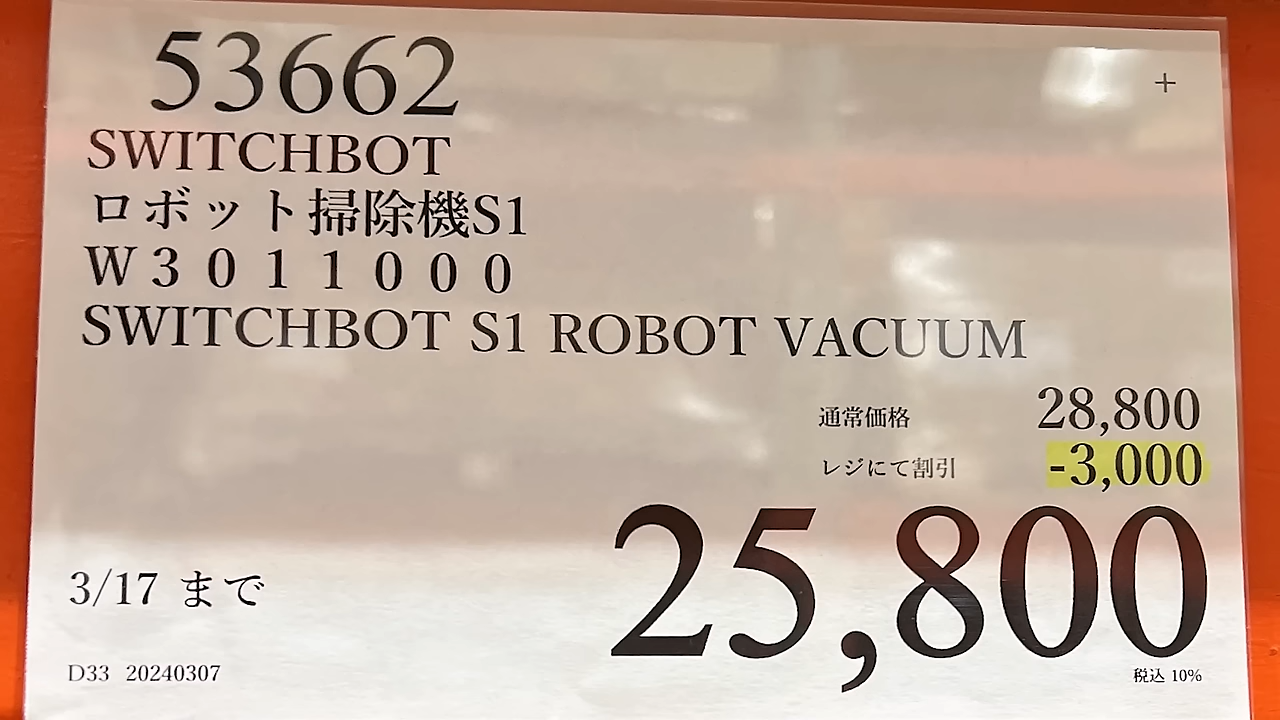 53662
+
SWITCHBOT
ロボット掃除機S1
W3011000
SWITCHBOT S1 ROBOT VACUUM
通常価格 28,800
レジにて割引 -3,000
25,800
3/17 まで
D33 20240307
税込 10%